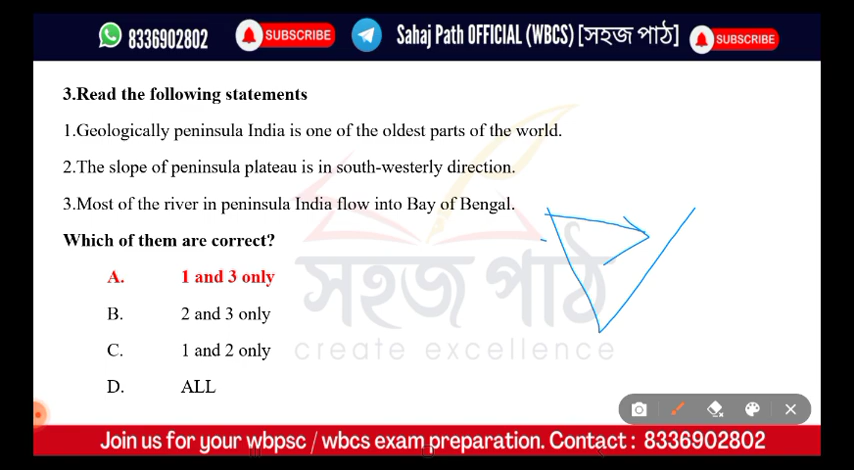 8336902802 SUBSCRIBE Sahaj Path OFFICIAL (WBCS) [সহজ পাঠ] SUBSCRIBE
3.Read the following statements
1.Geologically peninsula India is one of the oldest parts of the world.
2.The slope of peninsula plateau is in south-westerly direction.
3.Most of the river in peninsula India flow into Bay of Bengal.
Which of them are correct?
A. 1 and 3 only
B. 2 and 3 only
C. 1 and 2 only
D. ALL
সহজ পাঠ
create excellence
Join us for your wbpsc / wbcs exam preparation. Contact : 8336902802